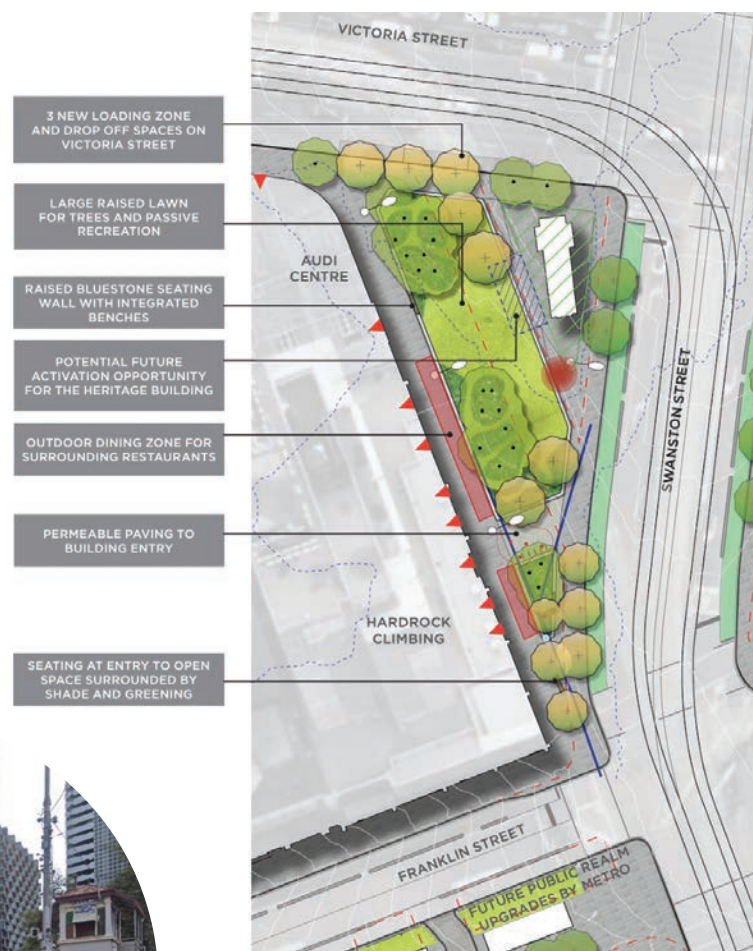 VICTORIA STREET
3 NEW LOADING ZONE
AND DROP OFF SPACES ON
VICTORIA STREET
LARGE RAISED LAWN
FOR TREES AND PASSIVE
RECREATION
AUDI
CENTRE
RAISED BLUESTONE SEATING
WALL WITH INTEGRATED
BENCHES
POTENTIAL FUTURE
ACTIVATION OPPORTUNITY
FOR THE HERITAGE BUILDING
SWANSTON STREET
OUTDOOR DINING ZONE FOR
SURROUNDING RESTAURANTS
PERMEABLE PAVING TO
BUILDING ENTRY
HARDROCK
CLIMBING
SEATING AT ENTRY TO OPEN
SPACE SURROUNDED BY
SHADE AND GREENING
FRANKLIN STREET
FUTURE PUBLIC REALM
UPGRADES BY METRO